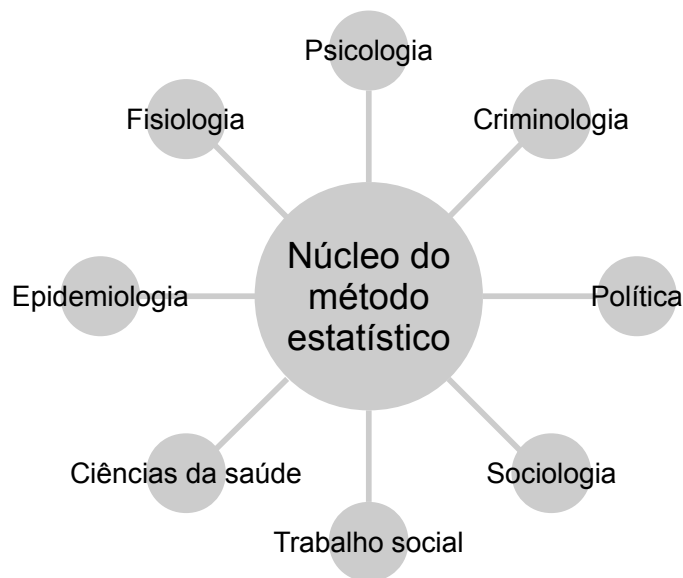 Psicologia
Fisiologia
Criminologia
Núcleo do
método
estatístico
Epidemiologia
Política
Ciências da saúde
Sociologia
Trabalho social